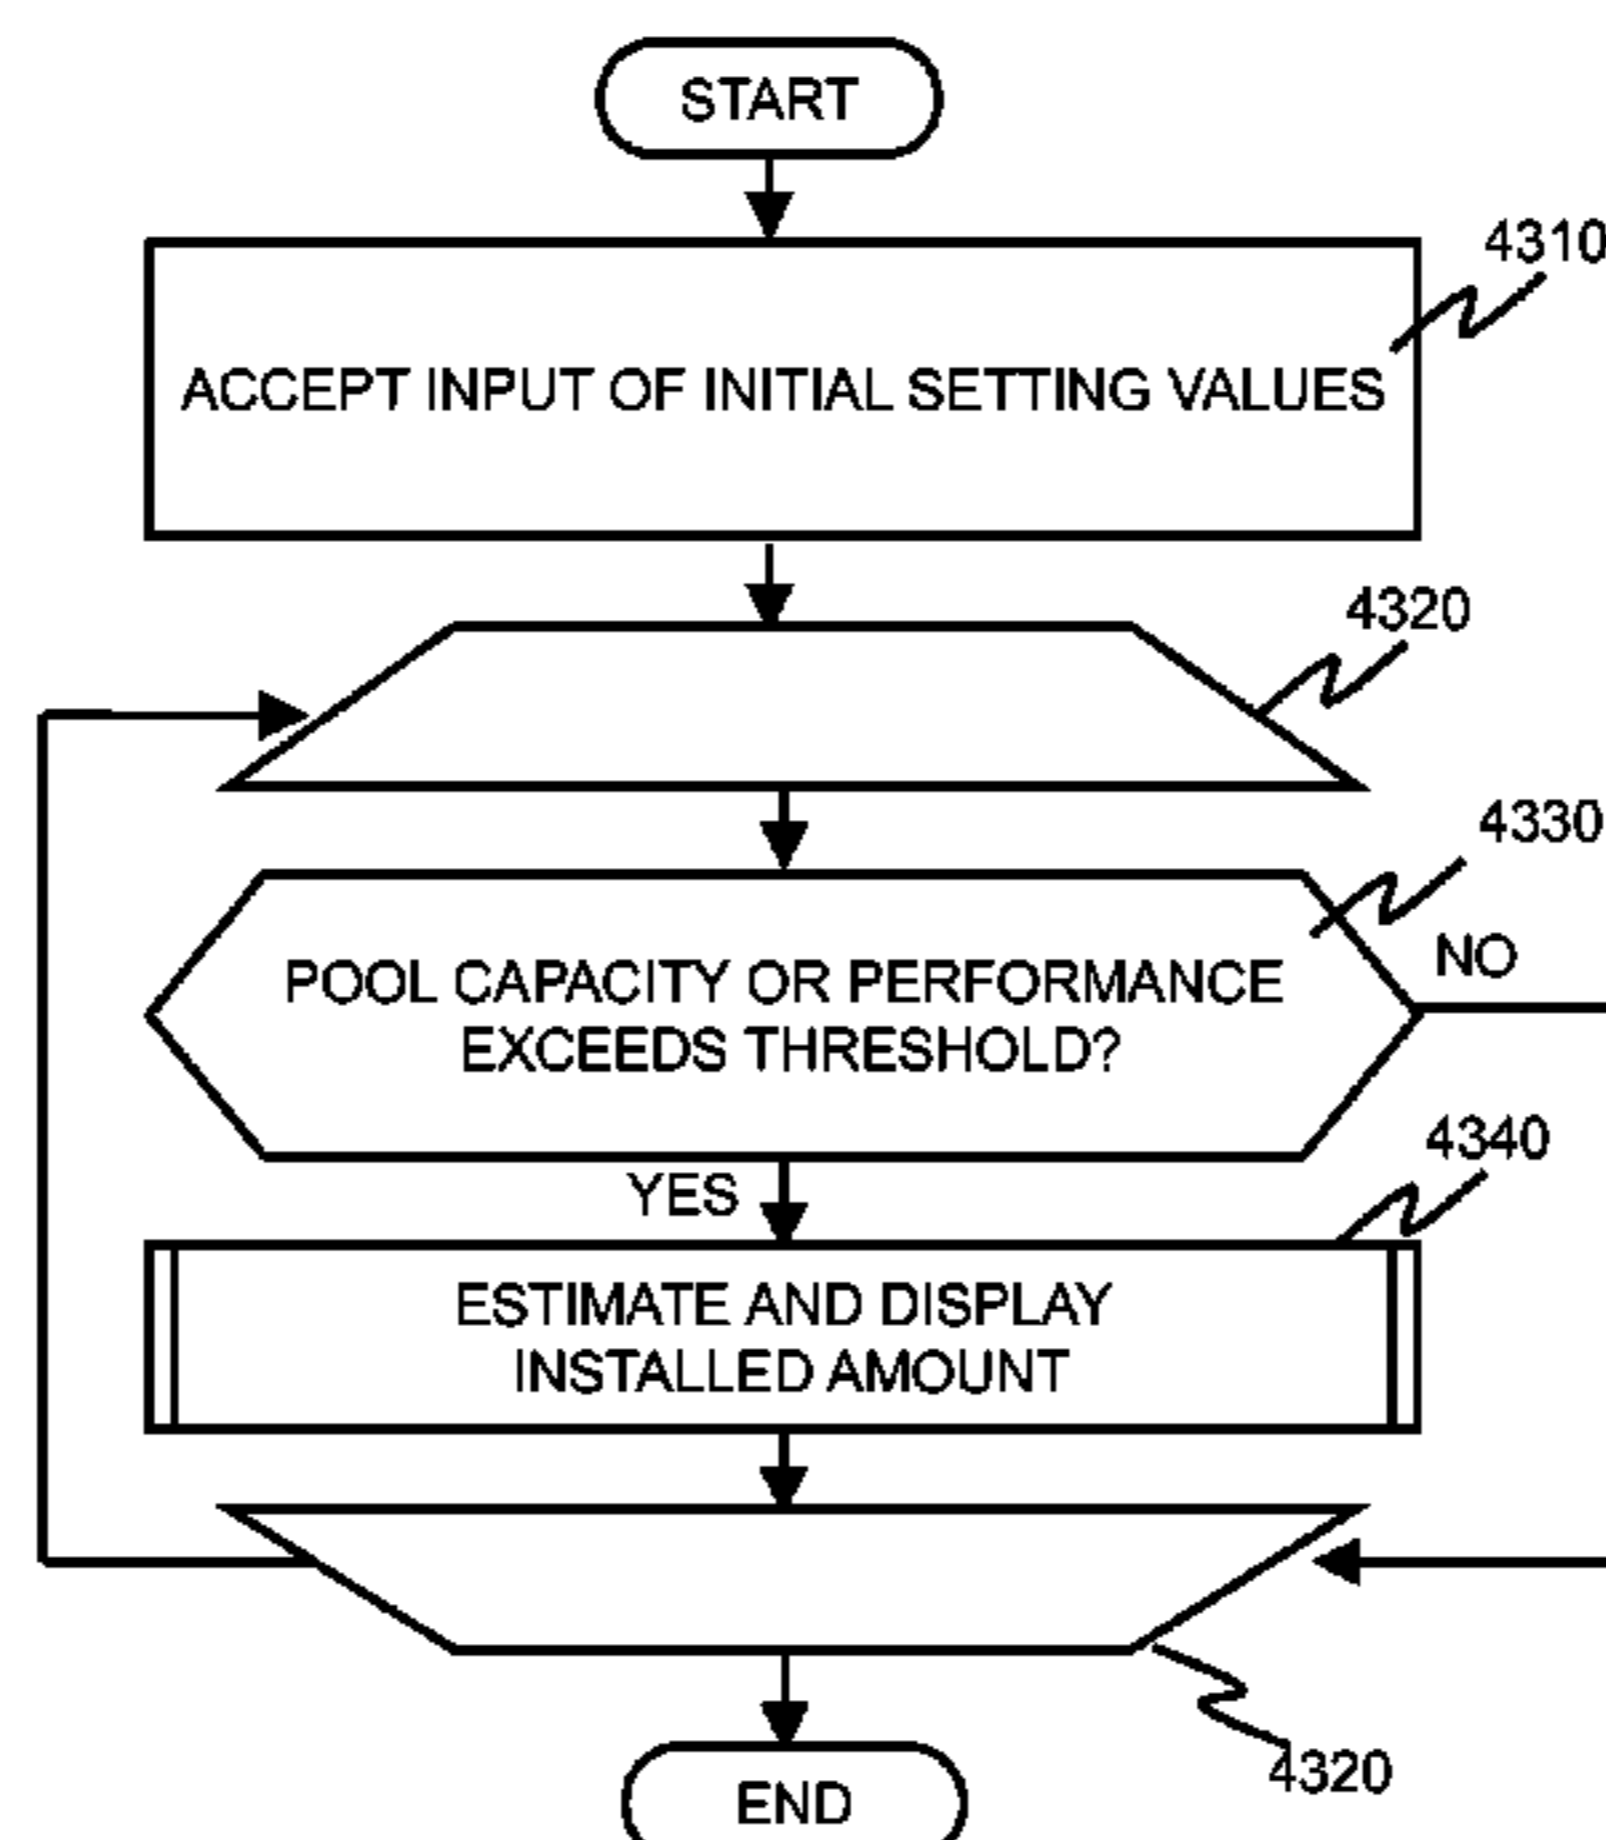 START
4310
ACCEPT INPUT OF INITIAL SETTING VALUES
4320
4330
POOL CAPACITY OR PERFORMANCE
EXCEEDS THRESHOLD?
NO
YES
4340
ESTIMATE AND DISPLAY
INSTALLED AMOUNT
4320
END